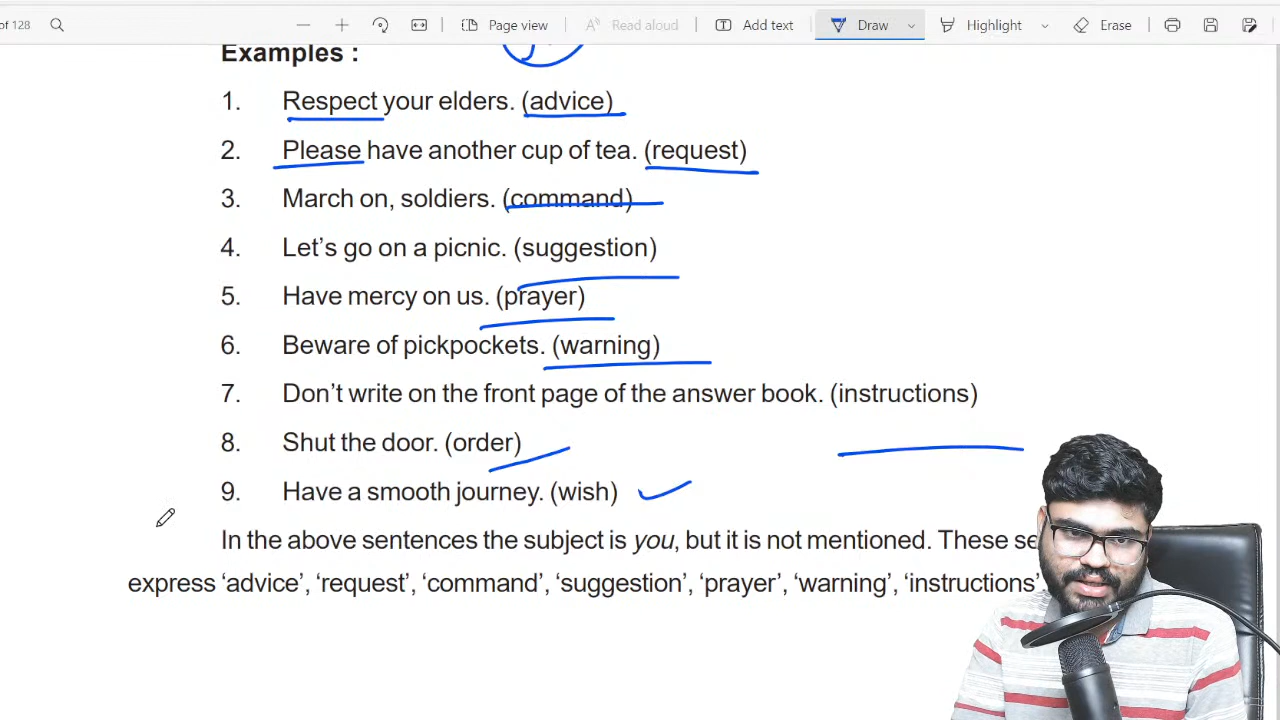 of 128 Page view Read aloud Add text Draw Highlight Erase
Examples :
1. Respect your elders. (advice)
2. Please have another cup of tea. (request)
3. March on, soldiers. (command)
4. Let's go on a picnic. (suggestion)
5. Have mercy on us. (prayer)
6. Beware of pickpockets. (warning)
7. Don't write on the front page of the answer book. (instructions)
8. Shut the door. (order)
9. Have a smooth journey. (wish)
In the above sentences the subject is you, but it is not mentioned. These
express 'advice', 'request', 'command', 'suggestion', 'prayer', 'warning', 'instructions'